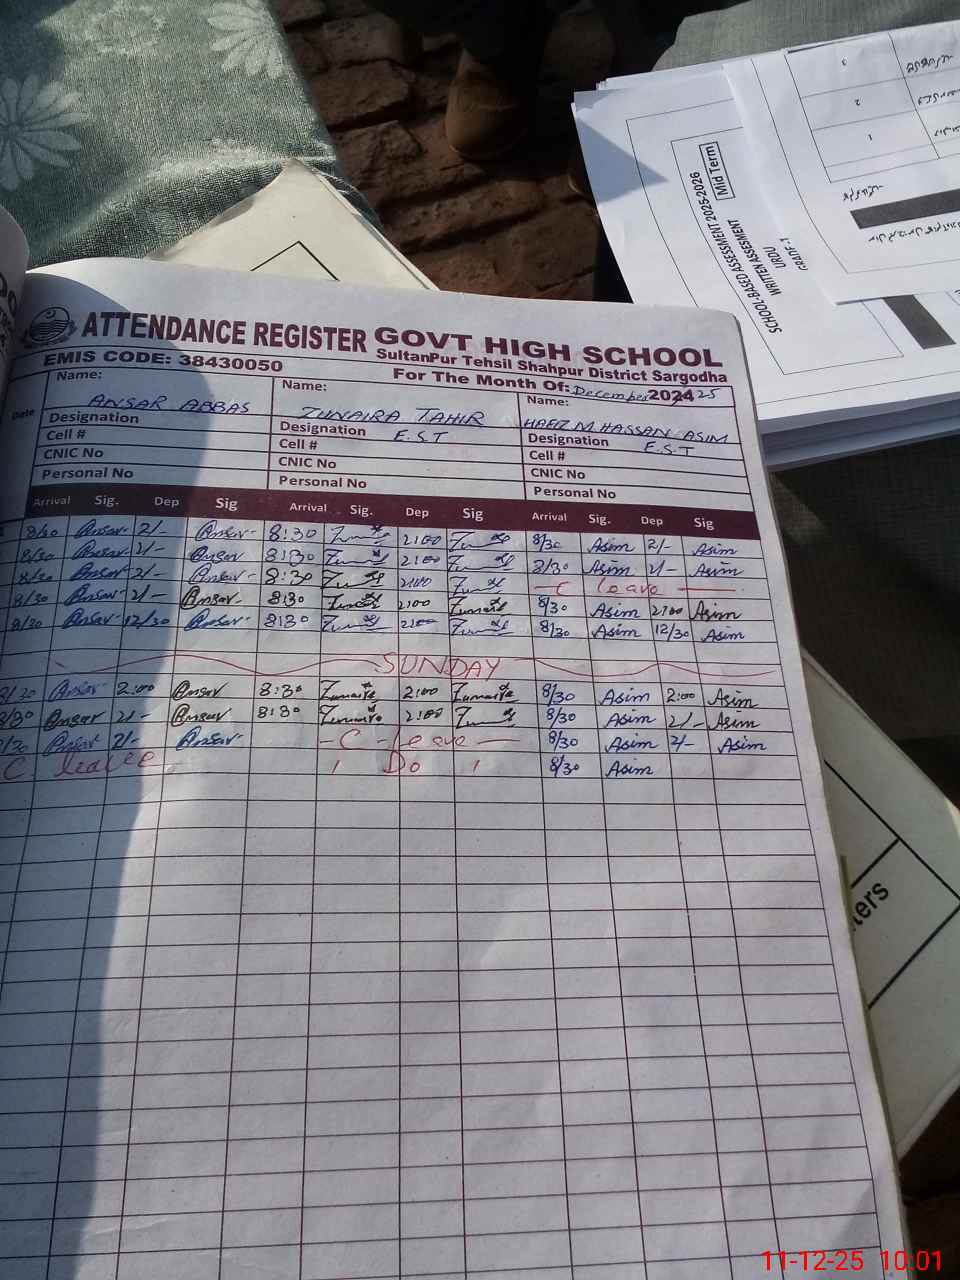 ATTENDANCE REGISTER GOVT HIGH SCHOOL
SultanPur Tehsil Shahpur District Sargodha
EMIS CODE: 38430050 For The Month Of: December 2024 25
Date Name: ANSAR ABBAS Name: ZUNAIRA TAHIR Name: HAFIZ M. HASSAN ASIM
Designation Designation E.S.T Designation E.S.T
Cell # Cell # Cell #
CNIC No CNIC No CNIC No
Personal No Personal No Personal No
Arrival Sig. Dep Sig Arrival Sig. Dep Sig Arrival Sig. Dep Sig
8/30 Ansar 2/- Ansar 8:30 2:00 8/30 Asim 2/- Asim
8/30 Ansar 2/- Ansar 8:30 2:00 8/30 Asim 2/- Asim
8/30 Ansar 2/- Ansar 8:30 2:00 C leave
8/30 Ansar 2/- Ansar 8:30 2:00 8/30 Asim 2:00 Asim
8/30 Ansar 12/30 Ansar 8:30 2:00 8/30 Asim 12/30 Asim
SUNDAY
8/30 Ansar 2:00 Ansar 8:30 Zunaira 2:00 Zunaira 8/30 Asim 2:00 Asim
8/30 Ansar 2/- Ansar 8:30 Zunaira 2:00 8/30 Asim 2/- Asim
8/30 Ansar 2/- Ansar - C - leave - 8/30 Asim 2/- Asim
C leave Do 8/30 Asim
SCHOOL-BASED ASSESSMENT 2025-2026
Mid Term
WRITTEN ASSESSMENT
URDU
GRADE -1
3
2
1
ters
11-12-25 10:01